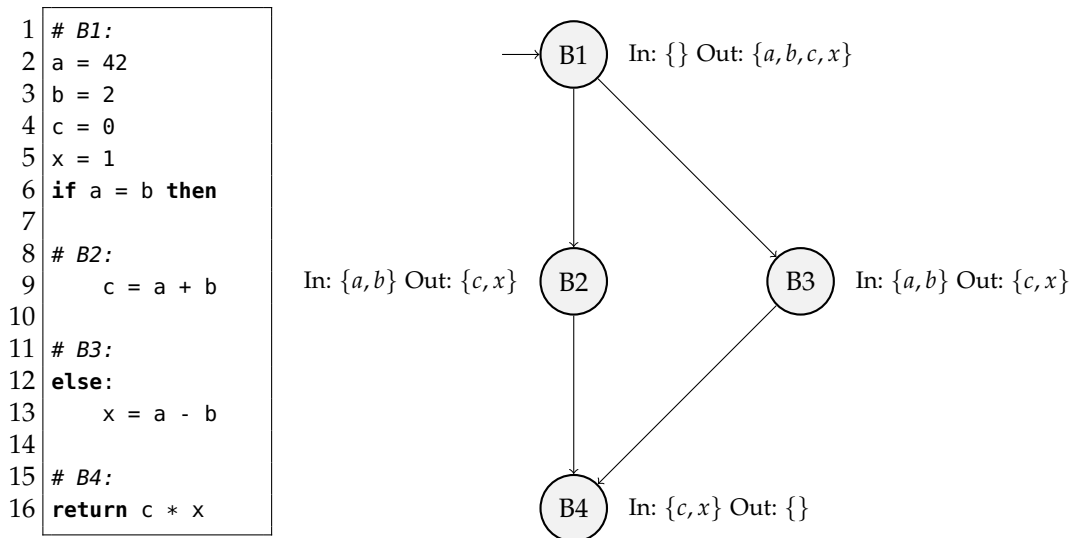 1 # B1:
2 a = 42
3 b = 2
4 c = 0
5 x = 1
6 if a = b then
7
8 # B2:
9     c = a + b
10
11 # B3:
12 else:
13     x = a - b
14
15 # B4:
16 return c * x
B1 In: {} Out: {a, b, c, x}
In: {a, b} Out: {c, x} B2
B3 In: {a, b} Out: {c, x}
B4 In: {c, x} Out: {}